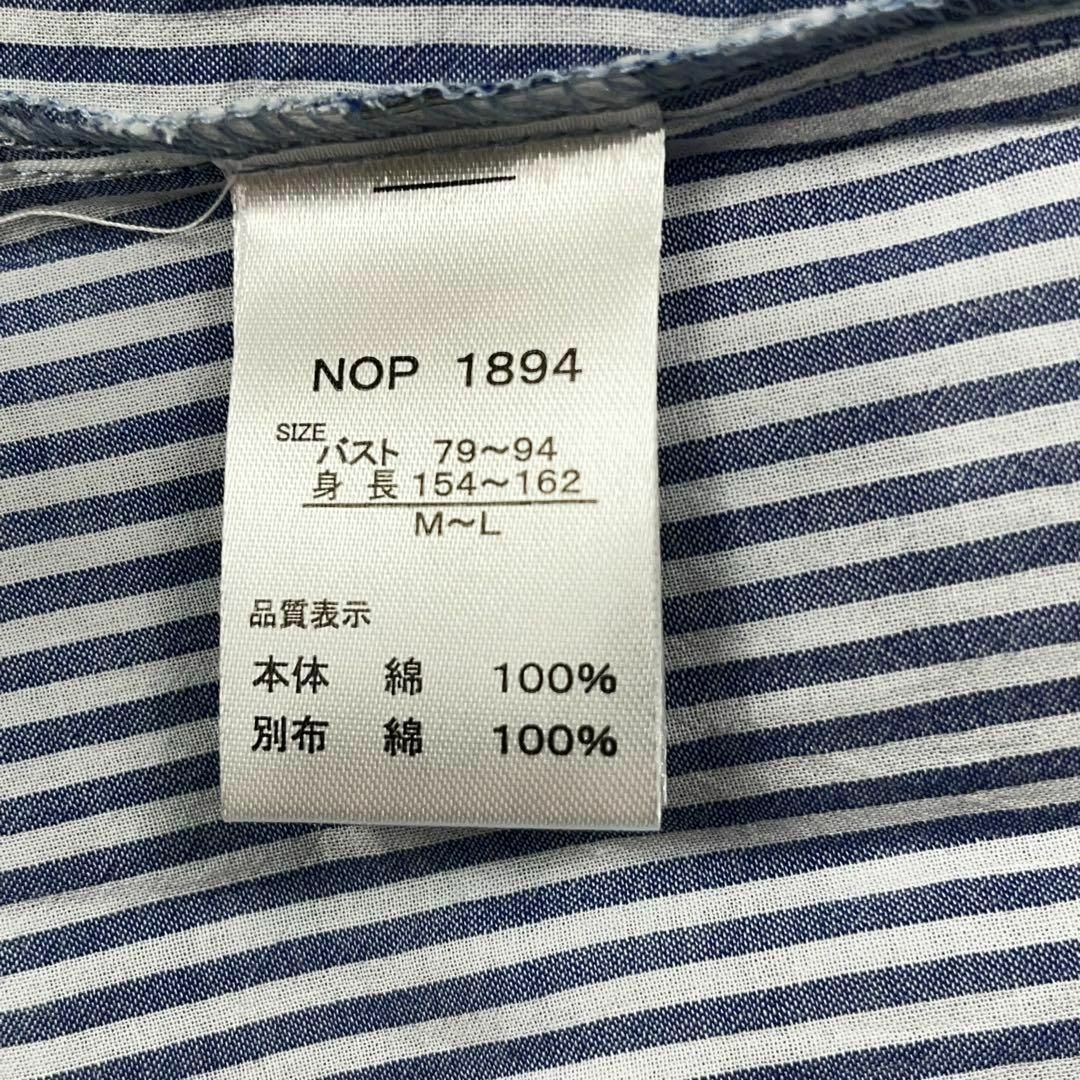 NOP 1894
SIZE
バスト 79～94
身 長 154～162
M～L
品質表示
本体 綿 100%
別布 綿 100%